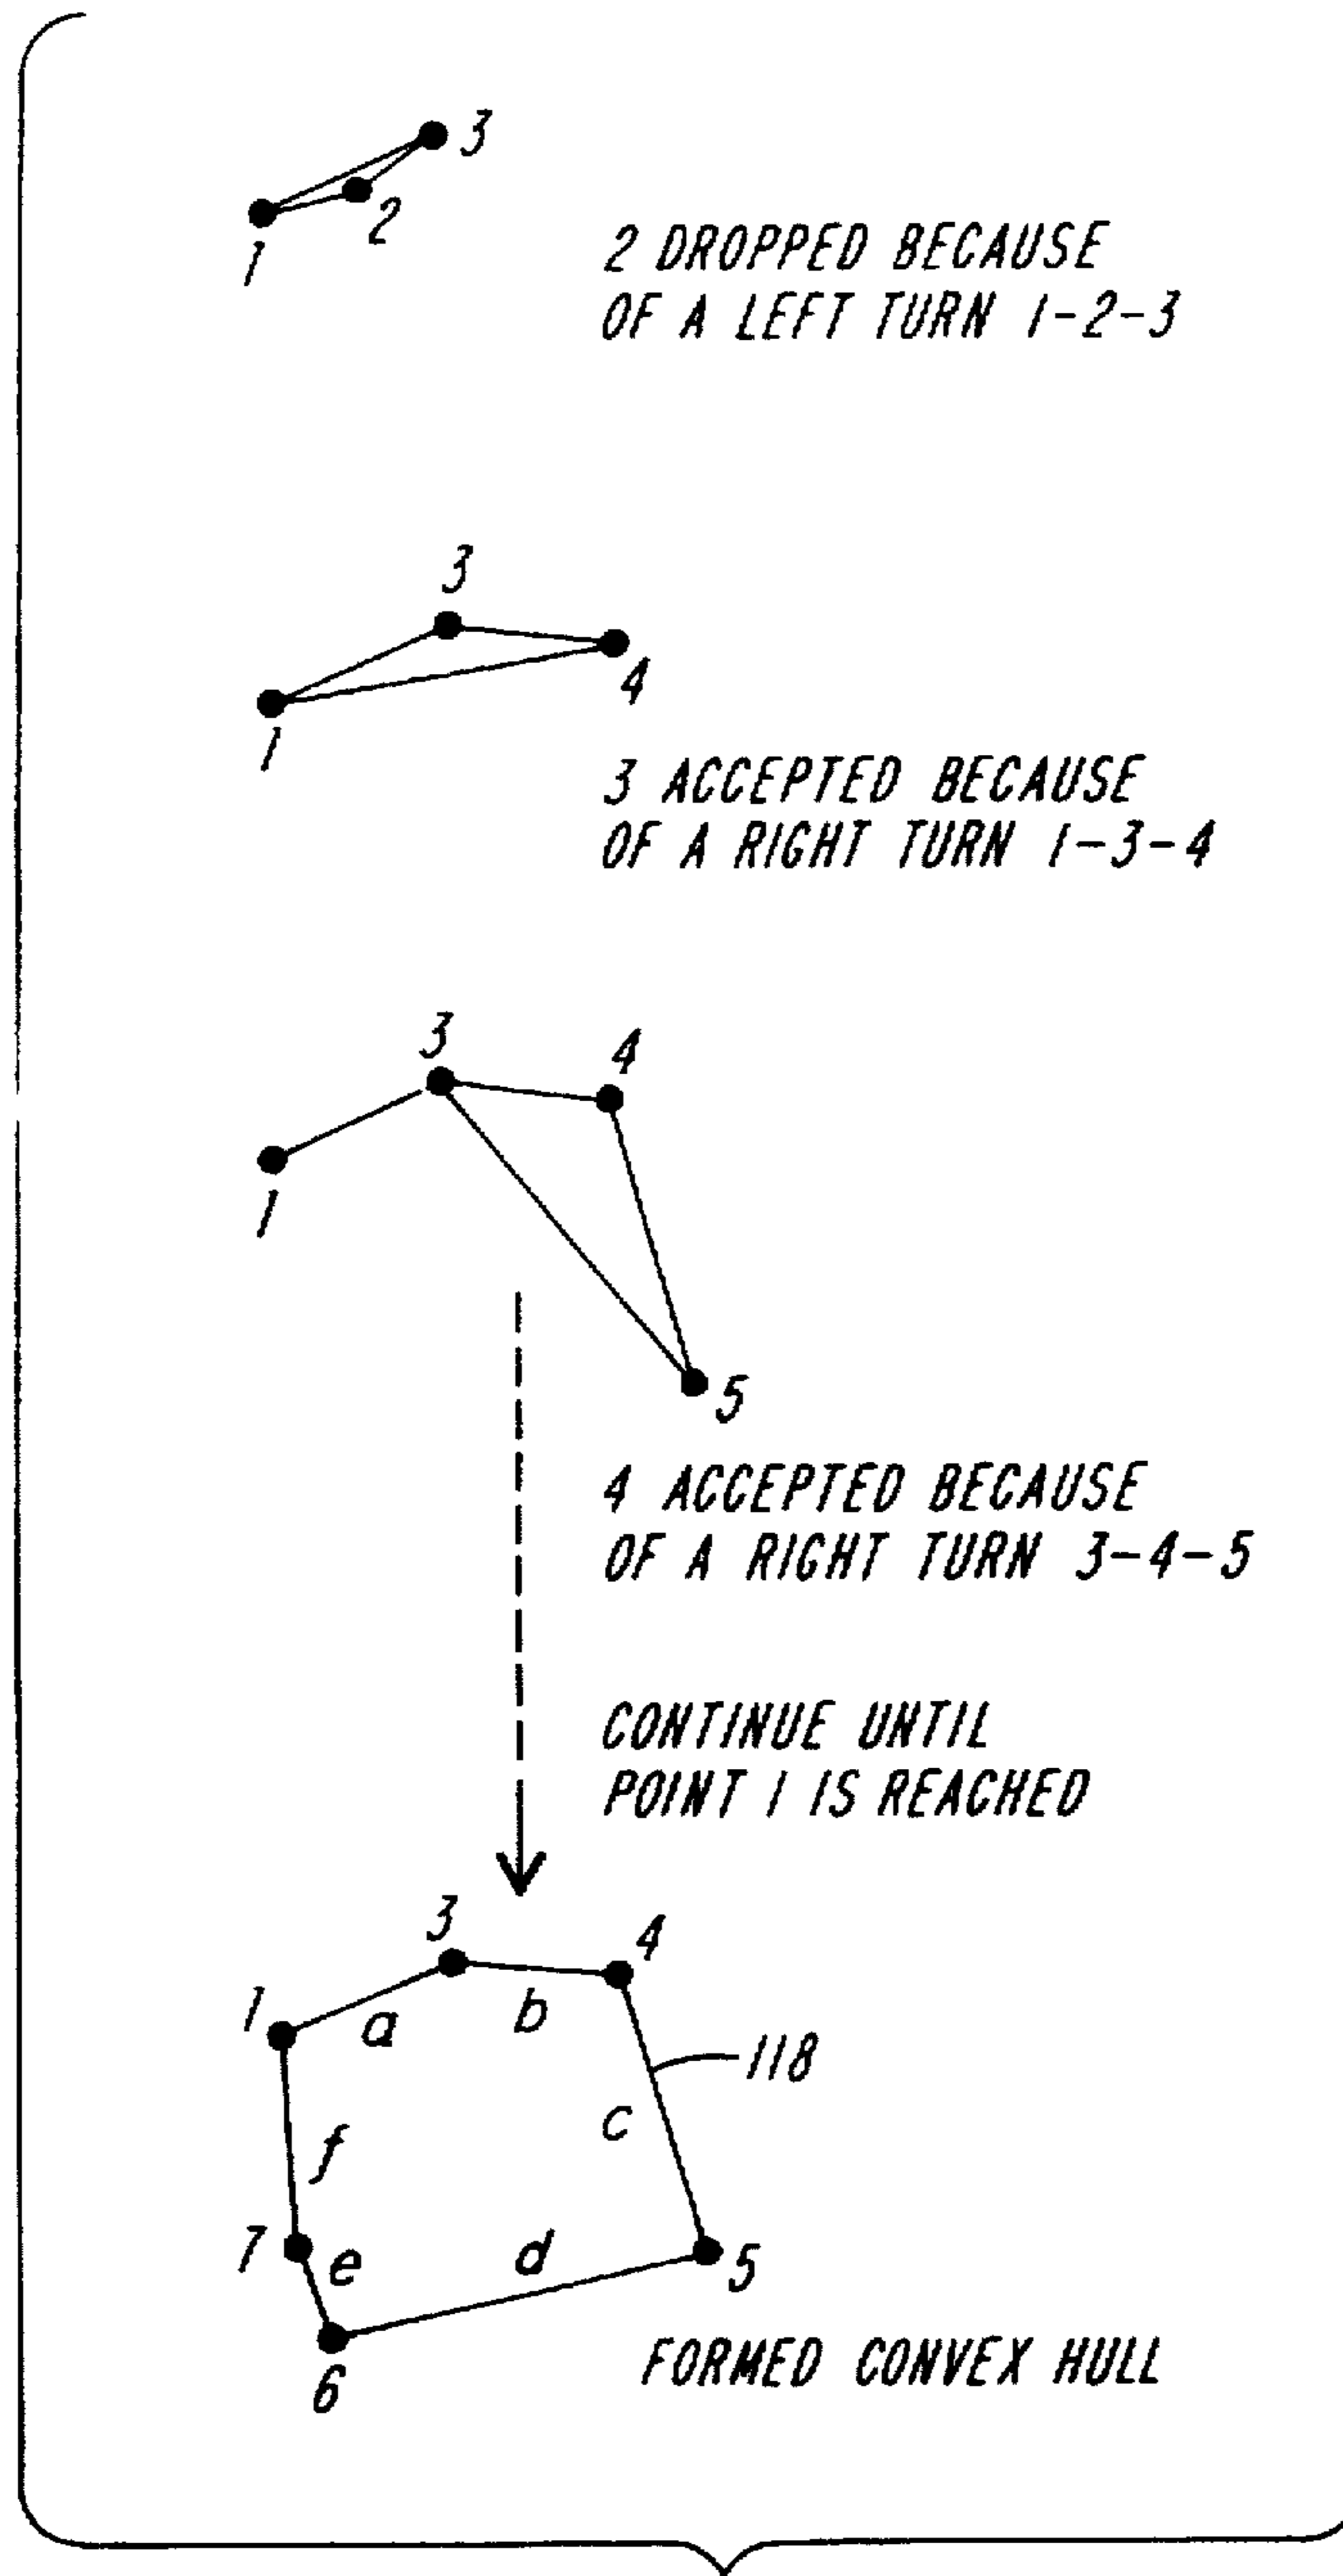 3
2
1
2 DROPPED BECAUSE
OF A LEFT TURN 1-2-3
3
4
1
3 ACCEPTED BECAUSE
OF A RIGHT TURN 1-3-4
3
4
1
5
4 ACCEPTED BECAUSE
OF A RIGHT TURN 3-4-5
CONTINUE UNTIL
POINT 1 IS REACHED
3
4
1
a
b
118
c
f
7
e
d
5
6
FORMED CONVEX HULL